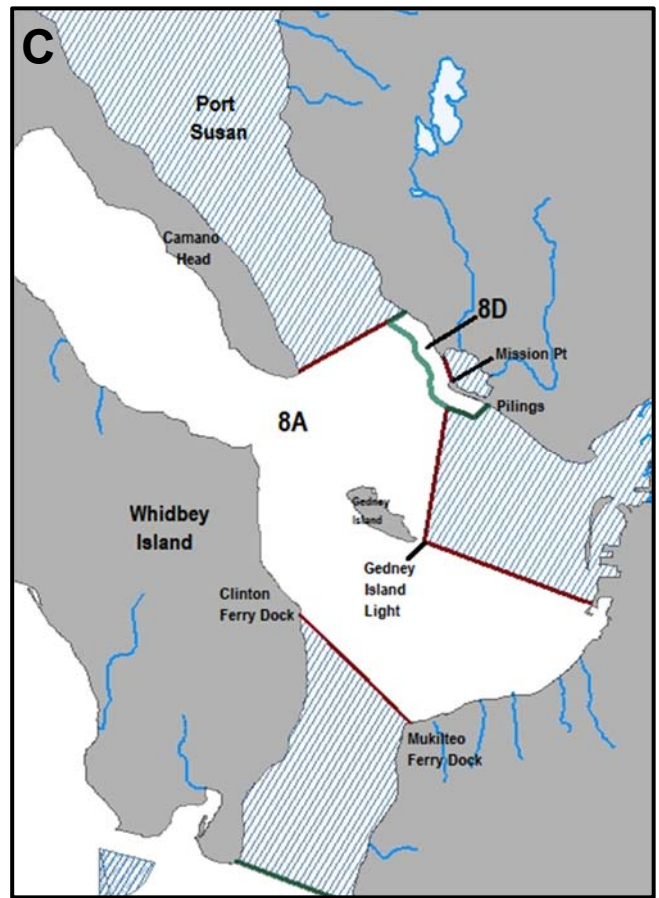 C
Port
Susan
Camano
Head
8D
Mission Pt
Pilings
8A
Gedney
Island
Whidbey
Island
Gedney
Island
Light
Clinton
Ferry Dock
Mukilteo
Ferry Dock